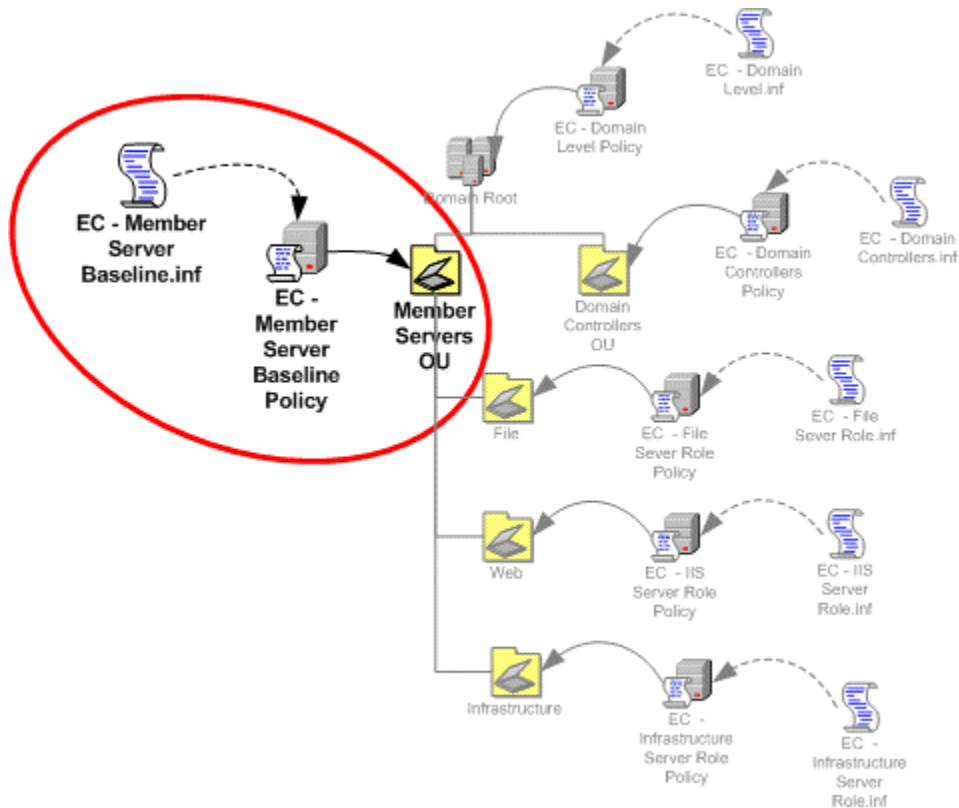 EC - Domain
Level.inf
EC - Domain
Level Policy
Domain Root
EC - Member
Server
Baseline.inf
EC -
Member
Server
Baseline
Policy
Member
Servers
OU
Domain
Controllers
OU
EC - Domain
Controllers
Policy
EC - Domain
Controllers.inf
File
EC - File
Sever Role
Policy
EC - File
Sever Role.inf
Web
EC - IIS
Server Role
Policy
EC - IIS
Server
Role.inf
Infrastructure
EC -
Infrastructure
Server Role
Policy
EC -
Infrastructure
Server
Role.inf